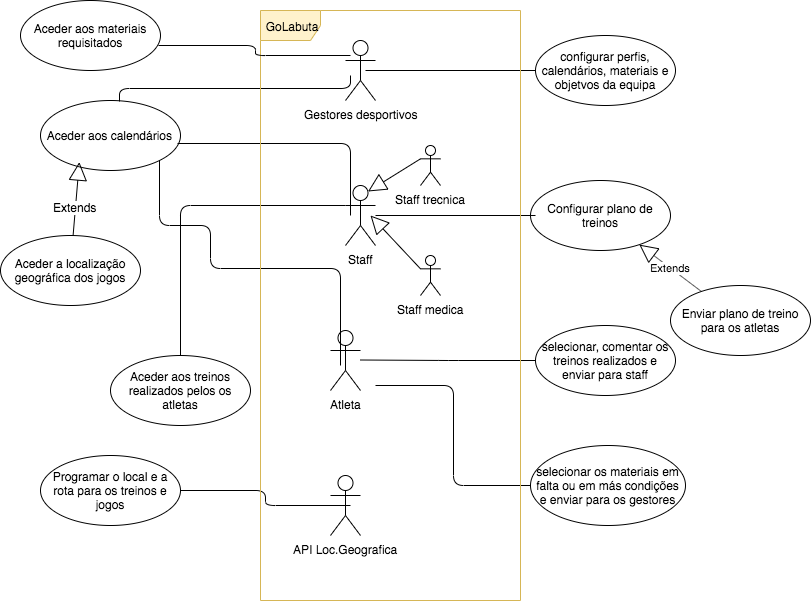 GoLabuta
Aceder aos materiais
requisitados
Gestores desportivos
configurar perfis,
calendários, materiais e
objetvos da equipa
Aceder aos calendários
Extends
Aceder a localização
geográfica dos jogos
Staff trecnica
Staff
Staff medica
Configurar plano de
treinos
Extends
Enviar plano de treino
para os atletas
Aceder aos treinos
realizados pelos os
atletas
Atleta
selecionar, comentar os
treinos realizados e
enviar para staff
Programar o local e a
rota para os treinos e
jogos
API Loc.Geografica
selecionar os materiais em
falta ou em más condições
e enviar para os gestores